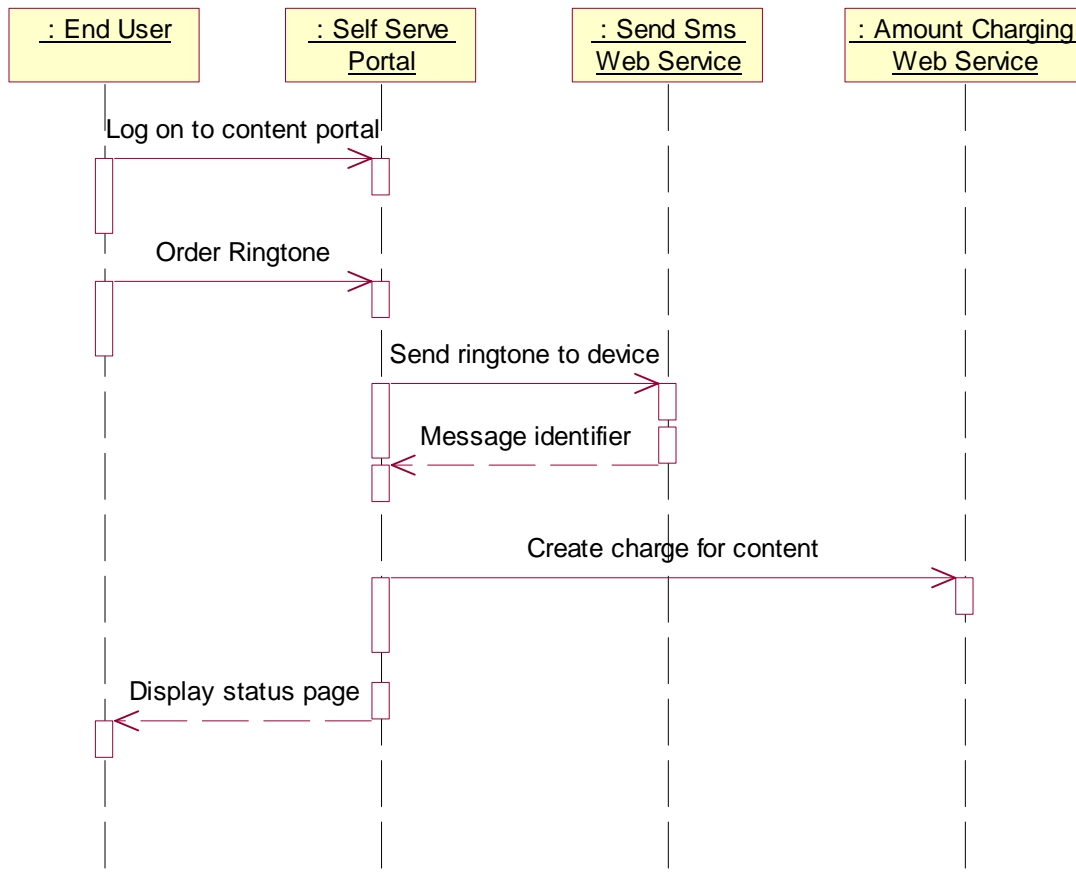 : End User
: Self Serve
Portal
: Send Sms
Web Service
: Amount Charging
Web Service
Log on to content portal
Order Ringtone
Send ringtone to device
Message identifier
Create charge for content
Display status page